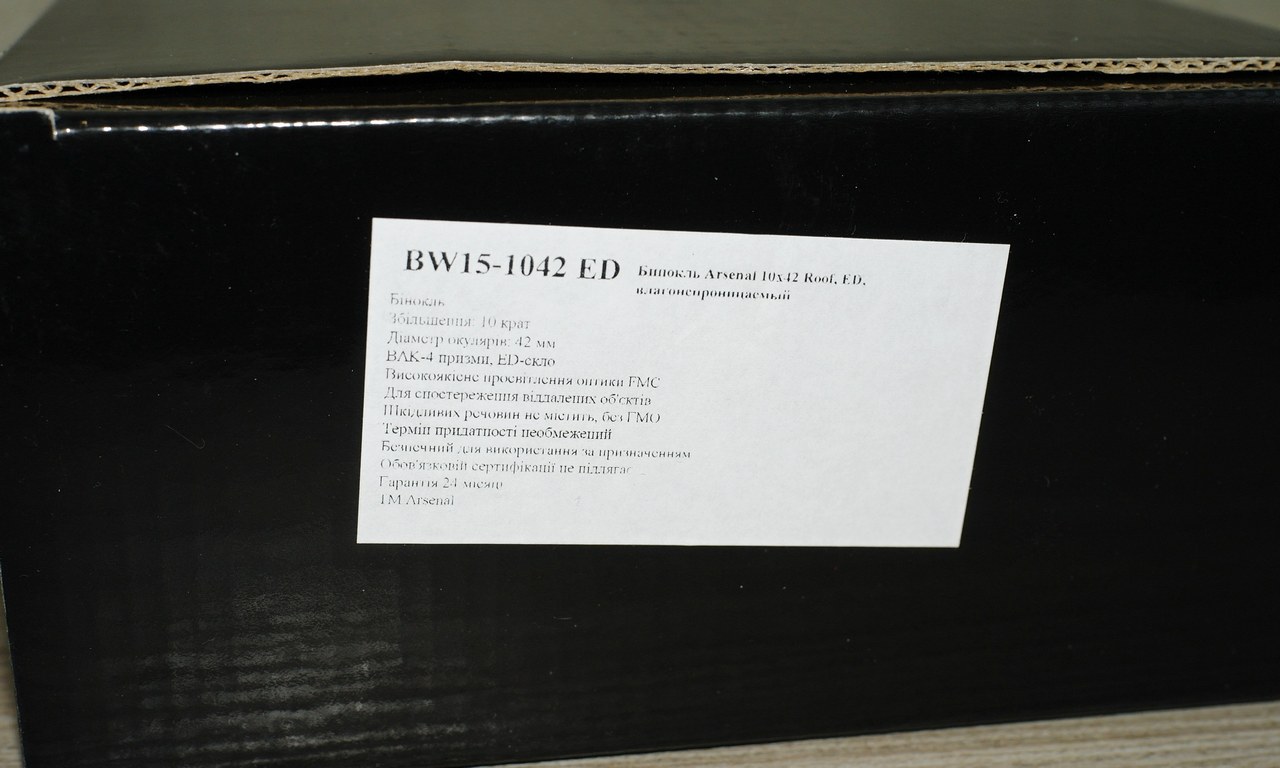 BW15-1042 ED
Бинокль Arsenal 10x42 Roof, ED,
влагонепроницаемый
Бінокль
Збільшення: 10 крат
Діаметр окулярів: 42 мм
ВАК-4 призми, ED-скло
Високоякісне просвітлення оптики FMC
Для спостереження віддалених об'єктів
Шкідливих речовин не містить, без ГМО
Термін придатності необмежений
Безпечний для використання за призначенням
Обов'язковій сертифікації не підлягає
Гарантія 24 місяці
ТМ Arsenal